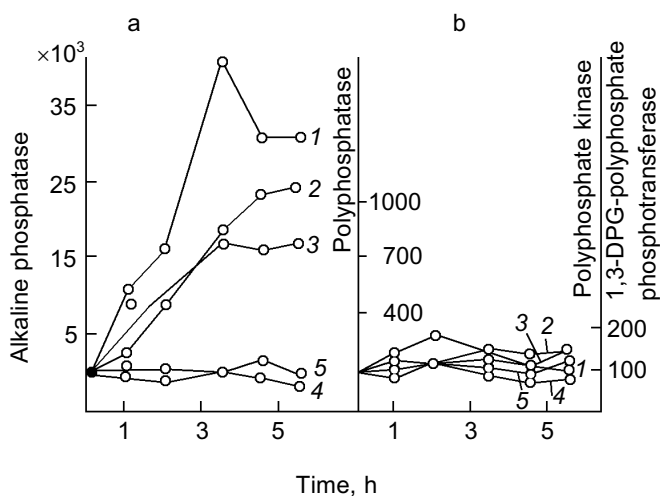 a
b
×10³
35
25
15
5
Alkaline phosphatase
1
2
3
5
4
1 3 5
Polyphosphatase
1000
700
400
3 2
1
5 4
1 3 5
Polyphosphate kinase
1,3-DPG-polyphosphate
phosphotransferase
200
100
Time, h